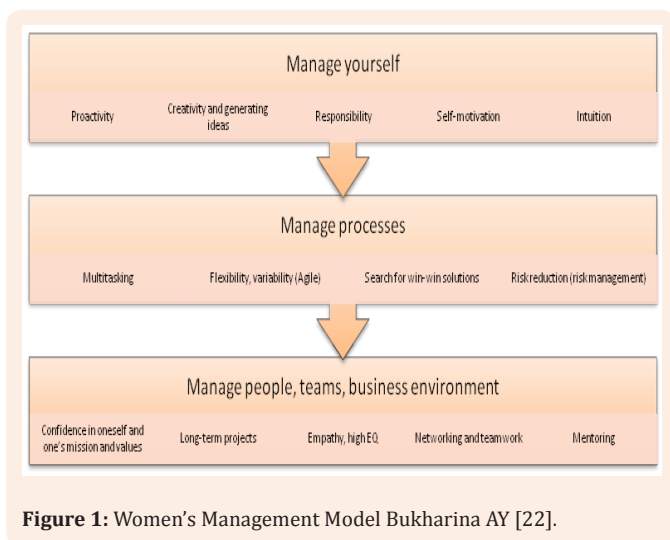 Manage yourself
Proactivity
Creativity and generating
ideas
Responsibility
Self-motivation
Intuition
Manage processes
Multitasking
Flexibility, variability (Agile)
Search for win-win solutions
Risk reduction (risk management)
Manage people, teams, business environment
Confidence in oneself and
one's mission and values
Long-term projects
Empathy, high EQ
Networking and teamwork
Mentoring
Figure 1: Women's Management Model Bukharina AY [22].